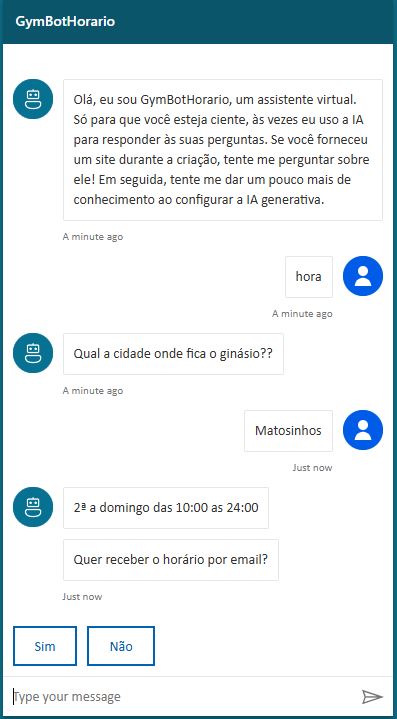 GymBotHorario
Olá, eu sou GymBotHorario, um assistente virtual.
Só para que você esteja ciente, às vezes eu uso a IA
para responder às suas perguntas. Se você forneceu
um site durante a criação, tente me perguntar sobre
ele! Em seguida, tente me dar um pouco mais de
conhecimento ao configurar a IA generativa.
A minute ago
hora
A minute ago
Qual a cidade onde fica o ginásio??
A minute ago
Matosinhos
Just now
2ª a domingo das 10:00 as 24:00
Quer receber o horário por email?
Just now
Sim
Não
Type your message